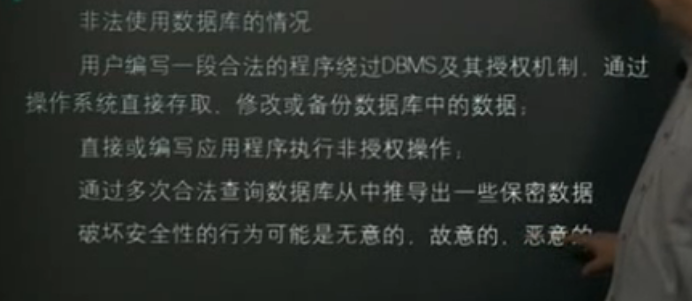 非法使用数据库的情况
用户编写一段合法的程序绕过DBMS及其授权机制，通过
操作系统直接存取、修改或备份数据库中的数据；
直接或编写应用程序执行非授权操作；
通过多次合法查询数据库从中推导出一些保密数据
破坏安全性的行为可能是无意的，故意的，恶意的